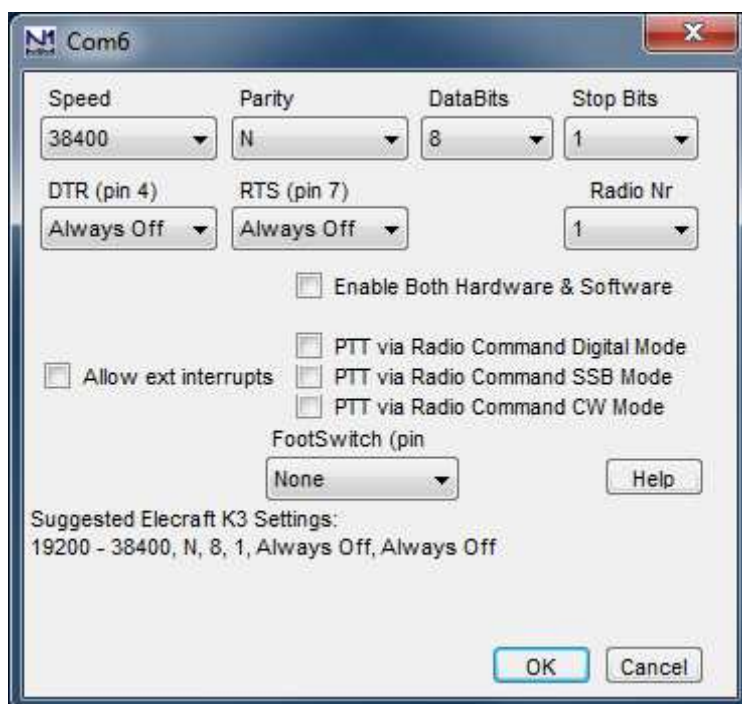 N1 Com6
Speed Parity DataBits Stop Bits
38400 N 8 1
DTR (pin 4) RTS (pin 7) Radio Nr
Always Off Always Off 1
Enable Both Hardware & Software
PTT via Radio Command Digital Mode
Allow ext interrupts PTT via Radio Command SSB Mode
PTT via Radio Command CW Mode
FootSwitch (pin
None Help
Suggested Elecraft K3 Settings:
19200 - 38400, N, 8, 1, Always Off, Always Off
OK Cancel